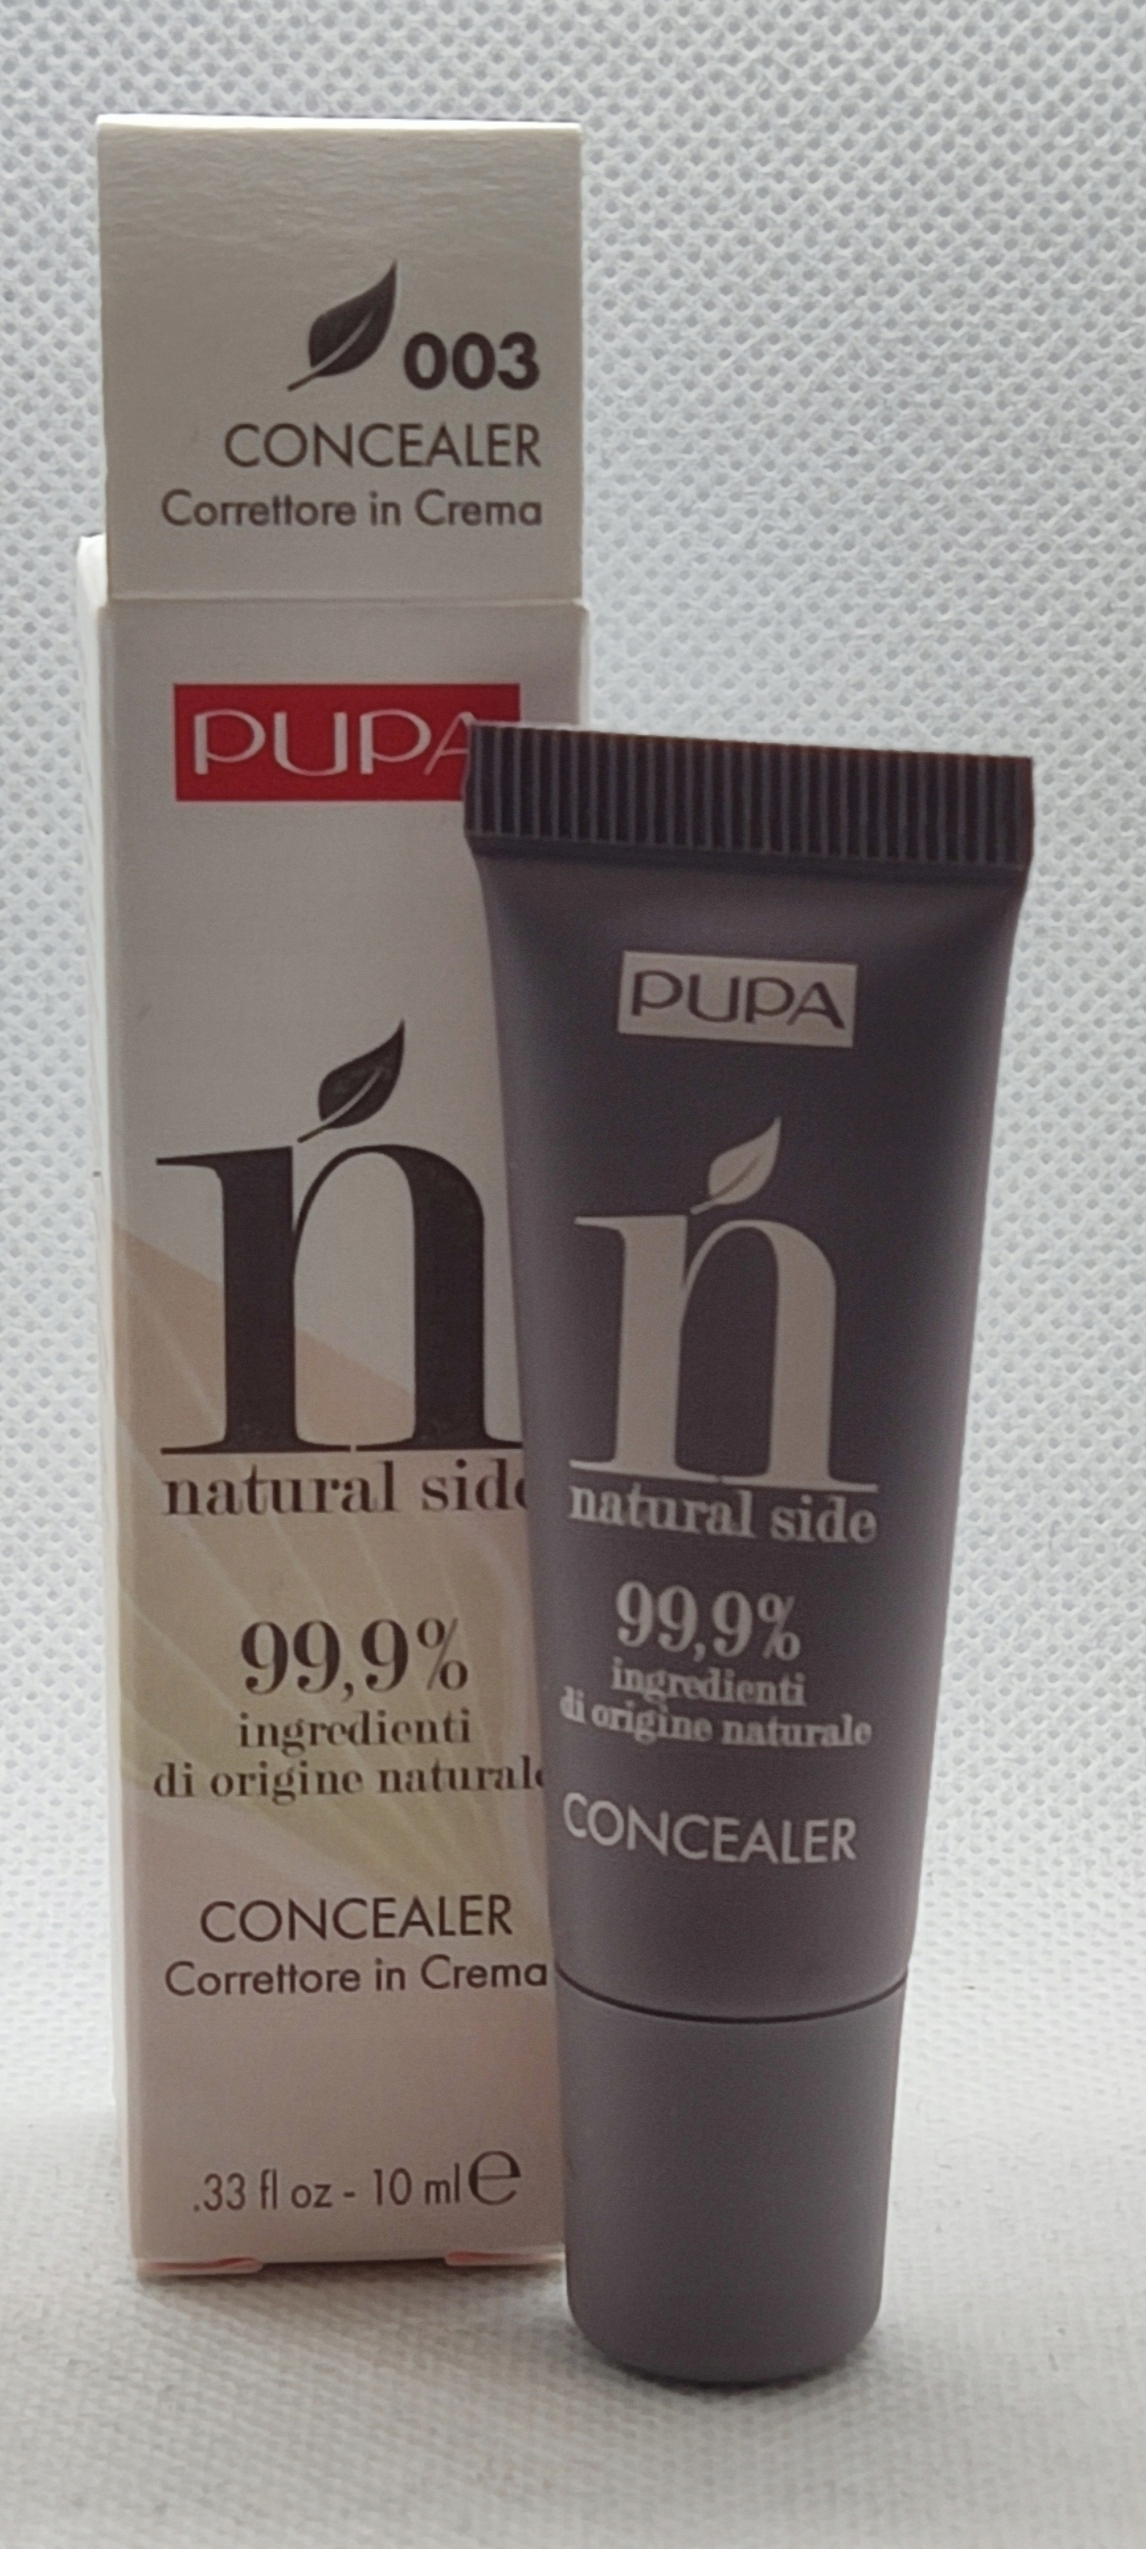 003
CONCEALER
Correttore in Crema
PUPA
ń
natural side
99,9%
ingredienti
di origine naturale
CONCEALER
Correttore in Crema
.33 fl oz - 10 ml e
PUPA
ń
natural side
99,9%
ingredienti
di origine naturale
CONCEALER